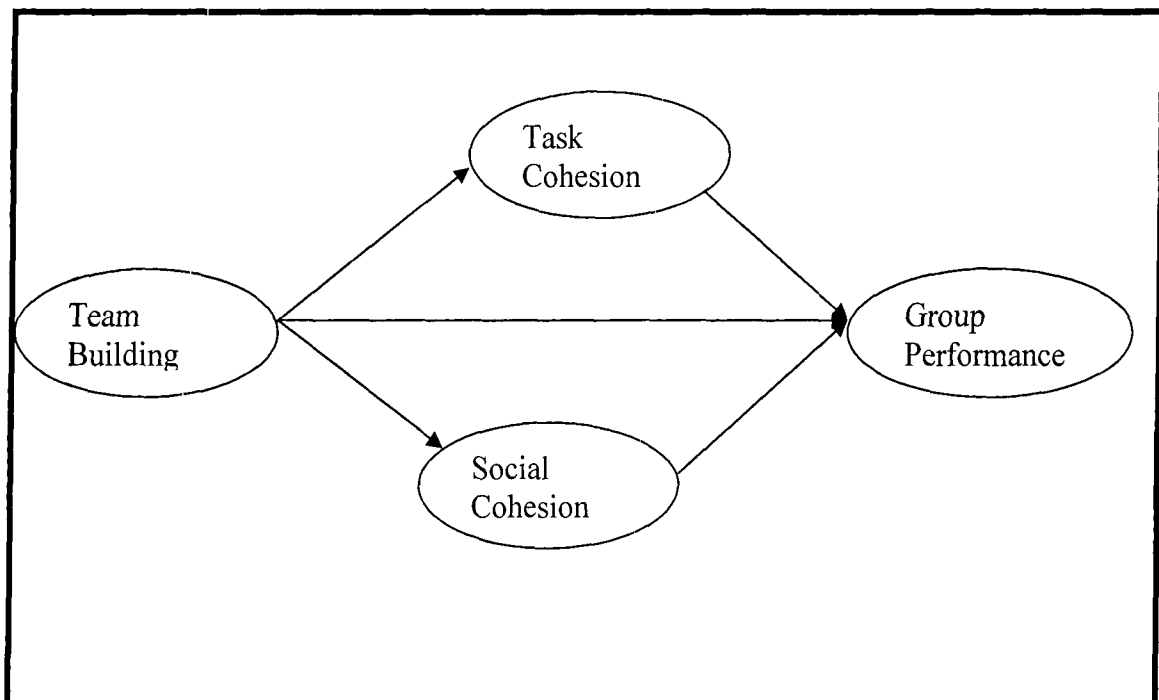 Task
Cohesion
Team
Building
Group
Performance
Social
Cohesion